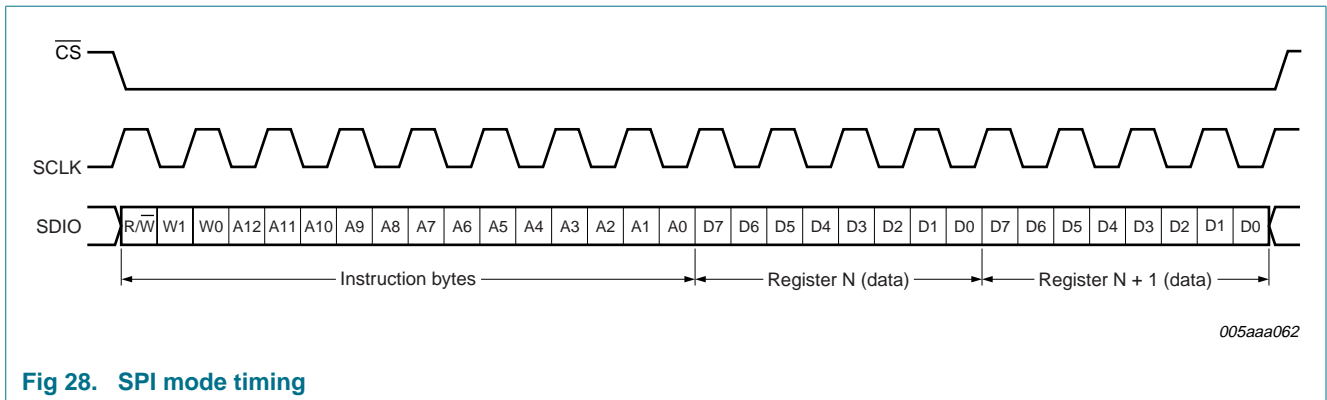 CS
SCLK
SDIO R/W W1 W0 A12 A11 A10 A9 A8 A7 A6 A5 A4 A3 A2 A1 A0 D7 D6 D5 D4 D3 D2 D1 D0 D7 D6 D5 D4 D3 D2 D1 D0
Instruction bytes Register N (data) Register N + 1 (data)
005aaa062
Fig 28. SPI mode timing